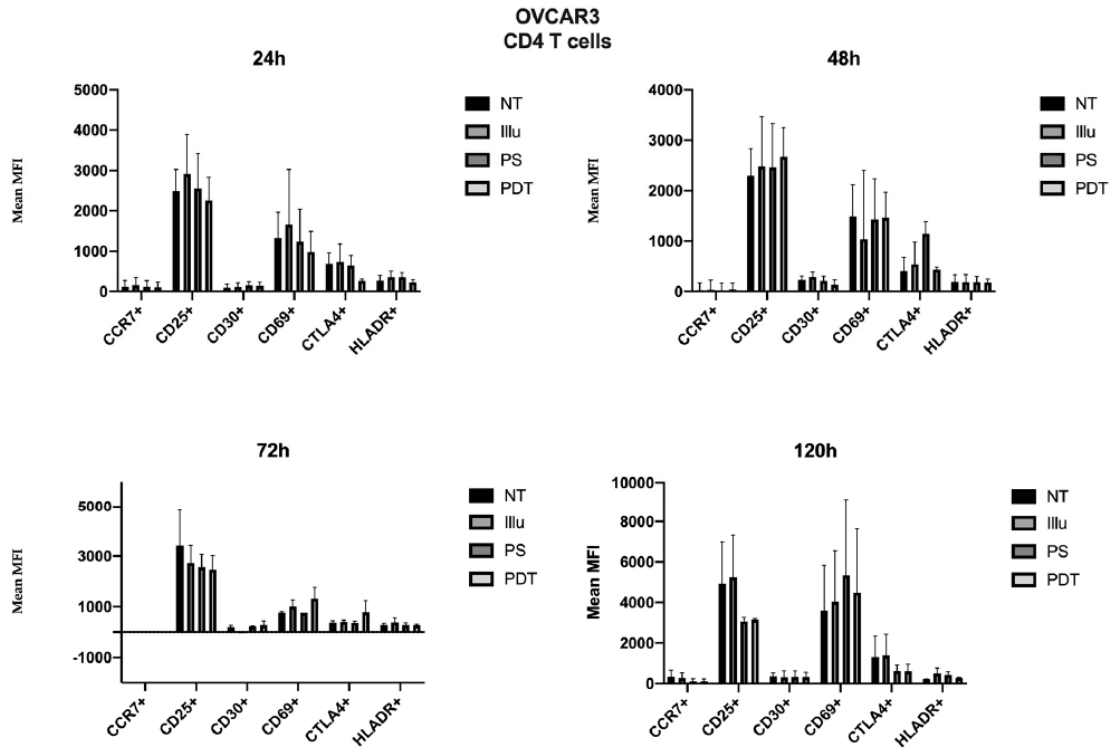 OVCAR3
CD4 T cells
24h
Mean MFI
5000
4000
3000
2000
1000
0
CCR7+
CD25+
CD30+
CD69+
CTLA4+
HLADR+
NT
Illu
PS
PDT
48h
Mean MFI
4000
3000
2000
1000
0
CCR7+
CD25+
CD30+
CD69+
CTLA4+
HLADR+
NT
Illu
PS
PDT
72h
Mean MFI
5000
3000
1000
-1000
CCR7+
CD25+
CD30+
CD69+
CTLA4+
HLADR+
NT
Illu
PS
PDT
120h
Mean MFI
10000
8000
6000
4000
2000
0
CCR7+
CD25+
CD30+
CD69+
CTLA4+
HLADR+
NT
Illu
PS
PDT